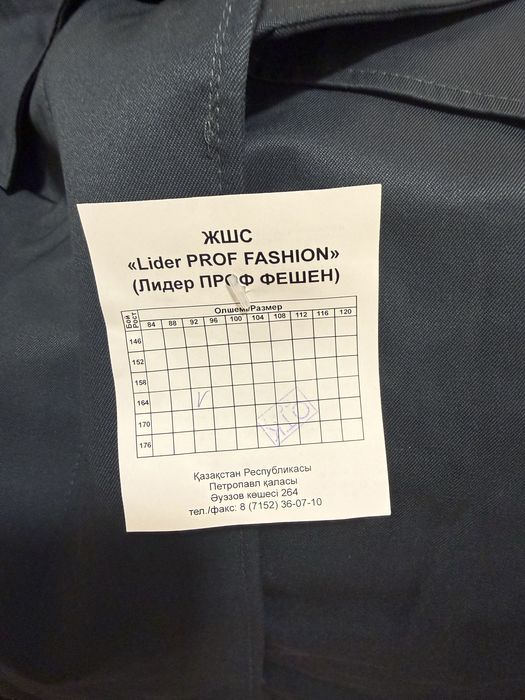 ЖШС
«Lider PROF FASHION»
(Лидер ПРОФ ФЕШЕН)
Бой Рост
Өлшем/Размер
84 88 92 96 100 104 108 112 116 120
146
152
158
164
170
176
Қазақстан Республикасы
Петропавл қаласы
Әуэзов көшесі 264
тел./факс: 8 (7152) 36-07-10